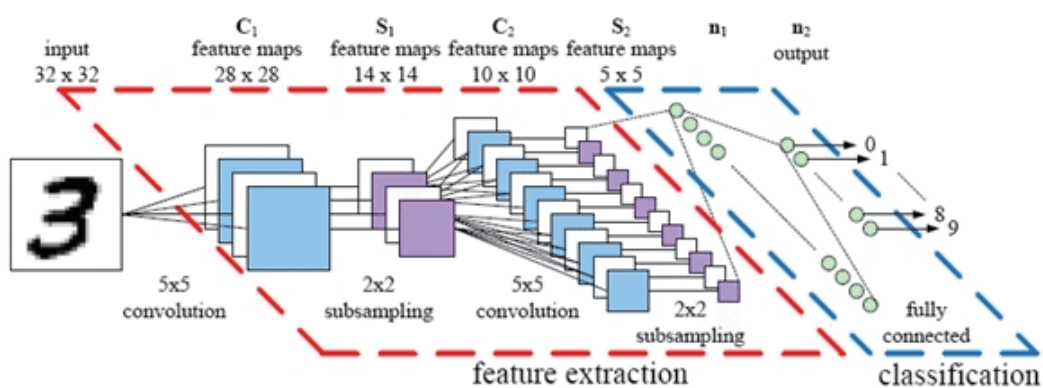 input
32 x 32
C₁
feature maps
28 x 28
S₁
feature maps
14 x 14
C₂
feature maps
10 x 10
S₂
feature maps
5 x 5
n₁
n₂
output
3
0
1
8
9
5x5
convolution
2x2
subsampling
5x5
convolution
2x2
subsampling
fully
connected
feature extraction
classification